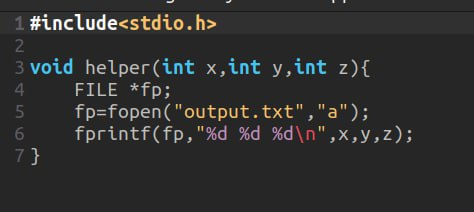 1 #include<stdio.h>
2
3 void helper(int x,int y,int z){
4     FILE *fp;
5     fp=fopen("output.txt","a");
6     fprintf(fp,"%d %d %d\n",x,y,z);
7 }